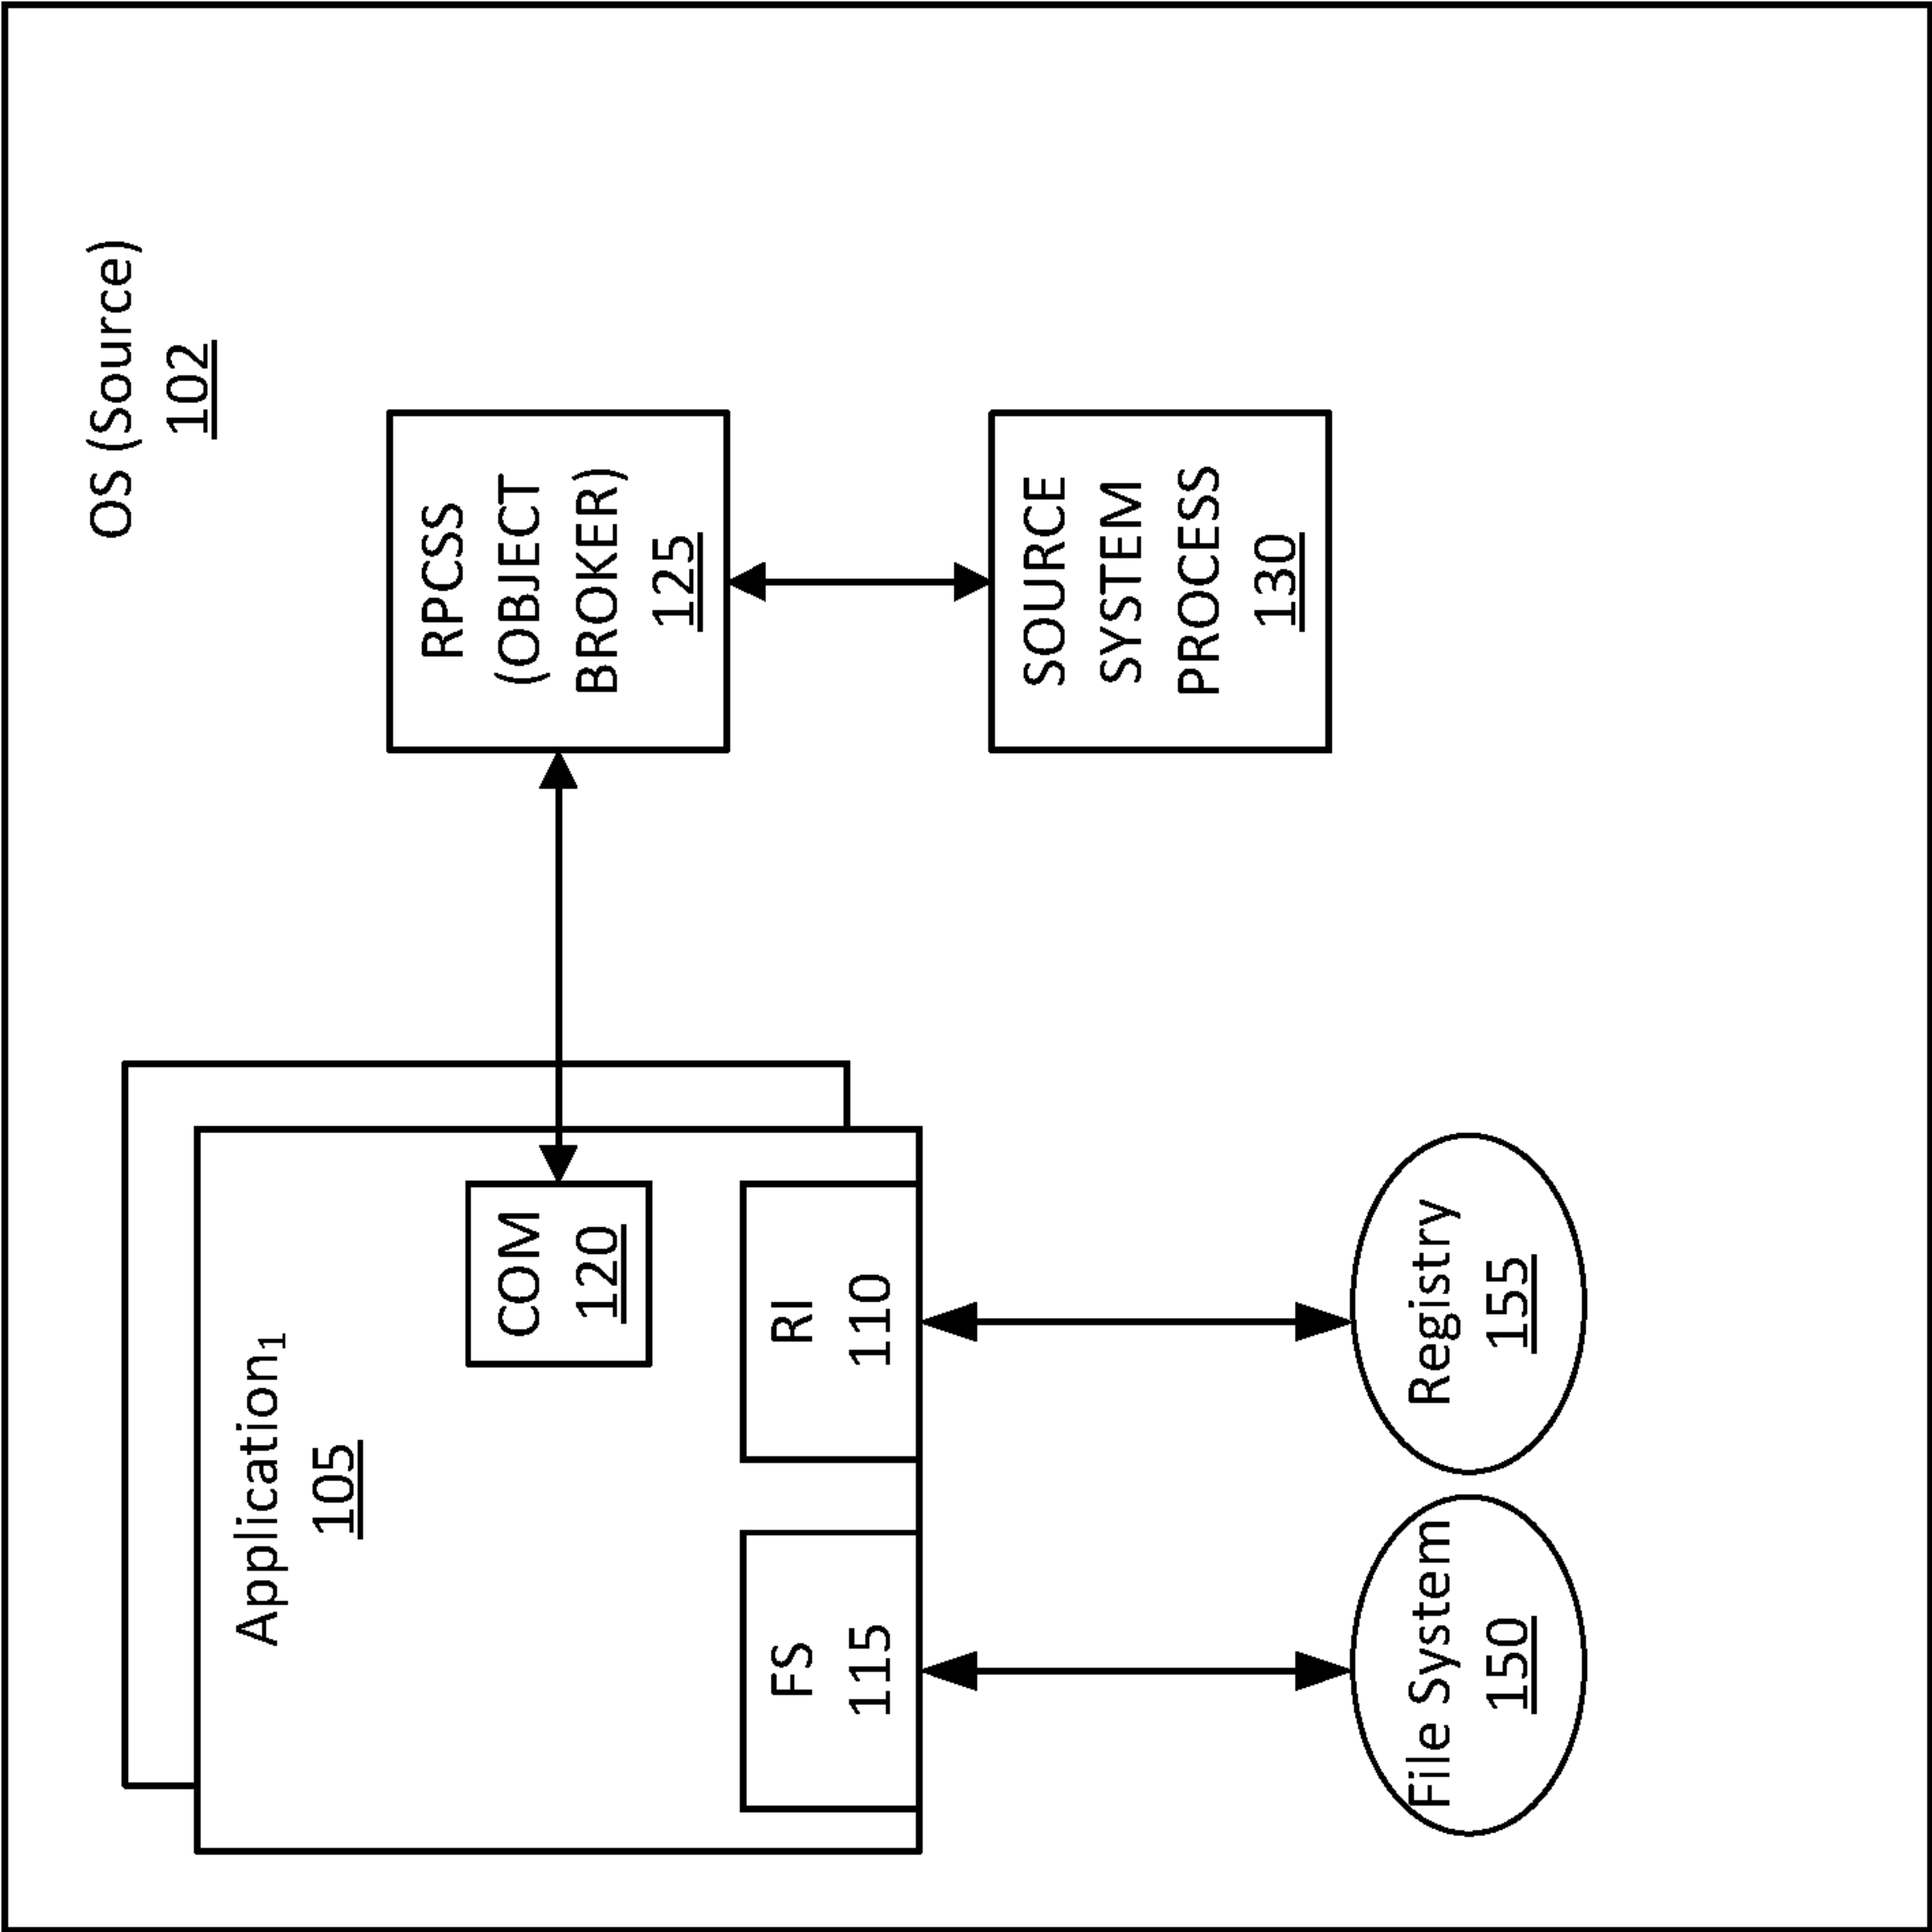 OS (Source)
102
Application1
105
COM
120
RPCSS
(OBJECT
BROKER)
125
FS
115
RI
110
SOURCE
SYSTEM
PROCESS
130
File System
150
Registry
155